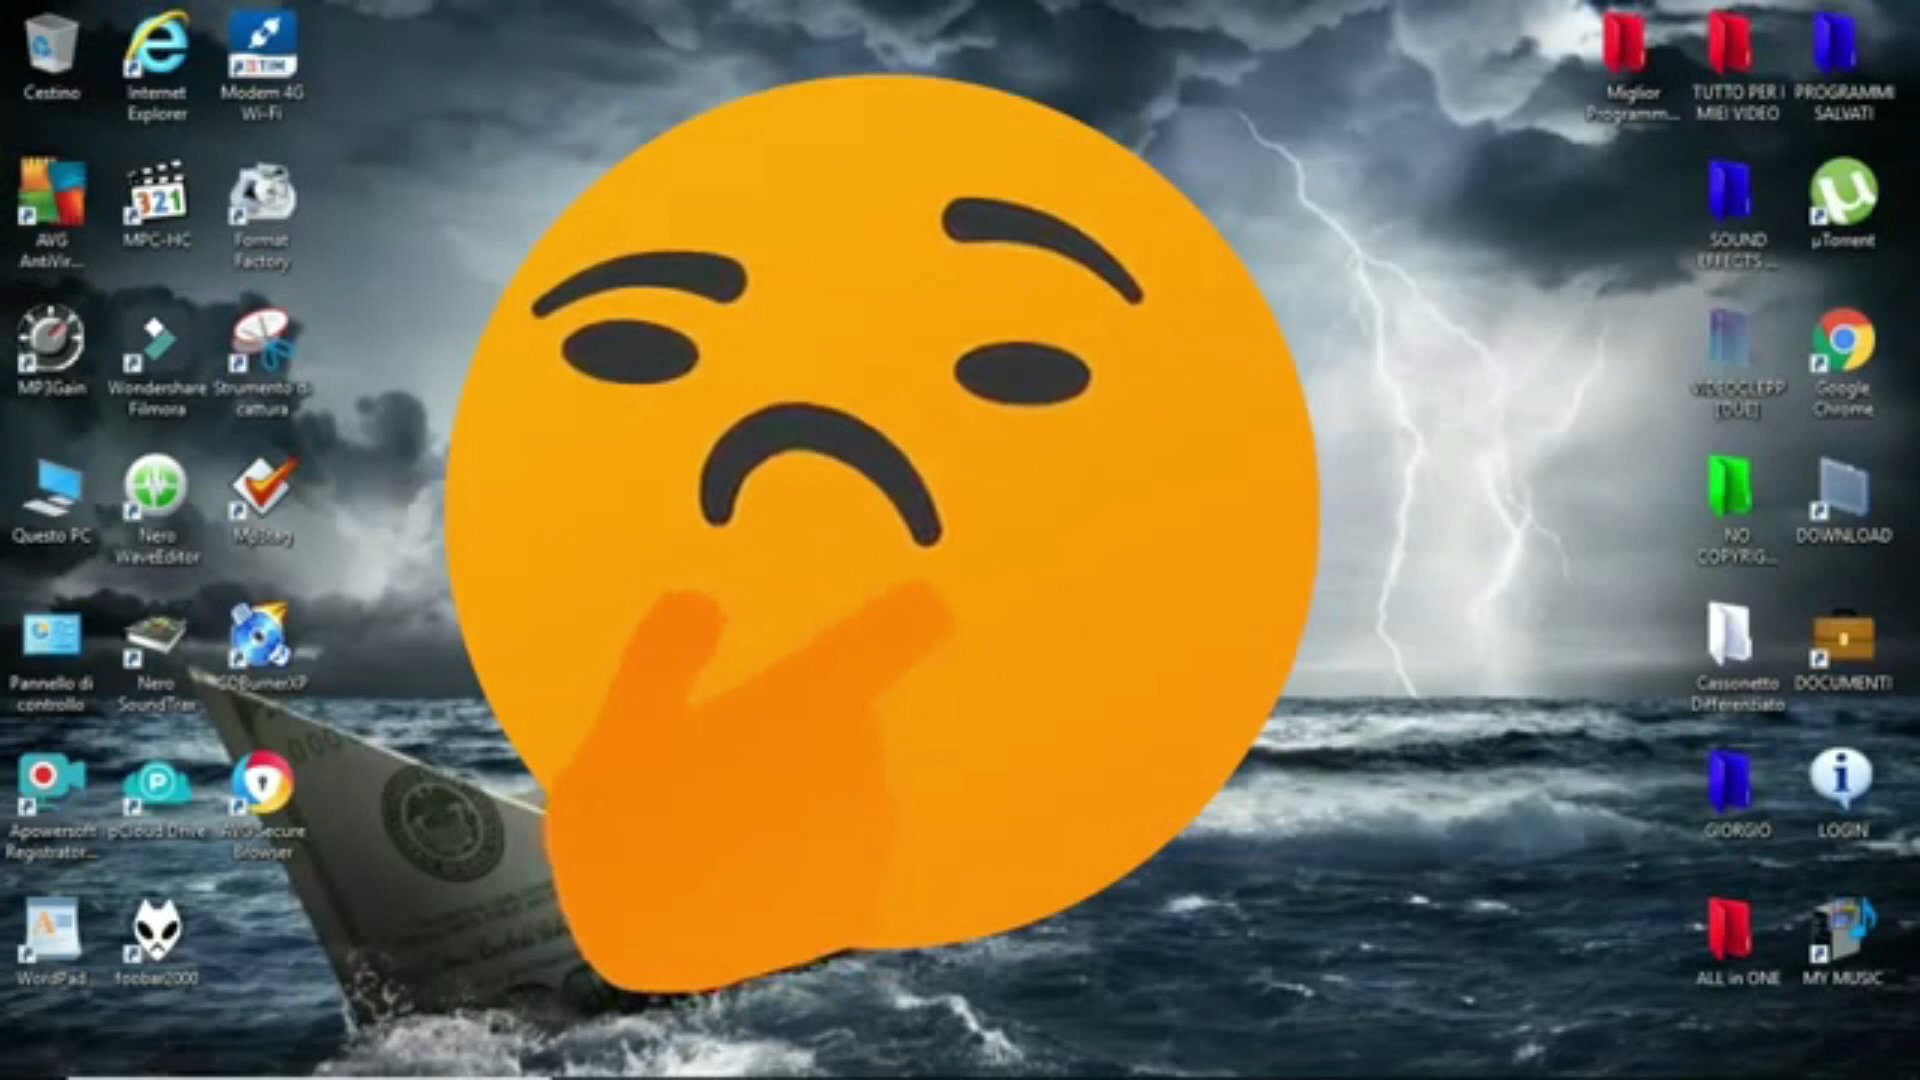 Cestino
Internet
Explorer
Modem 4G
Wi-Fi
Miglior
Programm...
TUTTO PER I
MIEI VIDEO
PROGRAMMI
SALVATI
AVG
AntiVir...
321
MPC-HC
Format
Factory
SOUND
EFFECTS ...
µ
µTorrent
MP3Gain
Wondershare
Filmora
Strumento di
cattura
VIDEOCLIPP
[DUE]
Google
Chrome
Questo PC
Nero
WaveEditor
Mp3tag
NO
COPYRIG...
DOWNLOAD
Pannello di
controllo
Nero
SoundTrax
CDBurnerXP
Cassonetto
Differenziato
DOCUMENTI
Apowersoft
Registrator...
pCloud Drive
AVG Secure
Browser
GIORGIO
LOGIN
WordPad
foobar2000
ALL in ONE
MY MUSIC